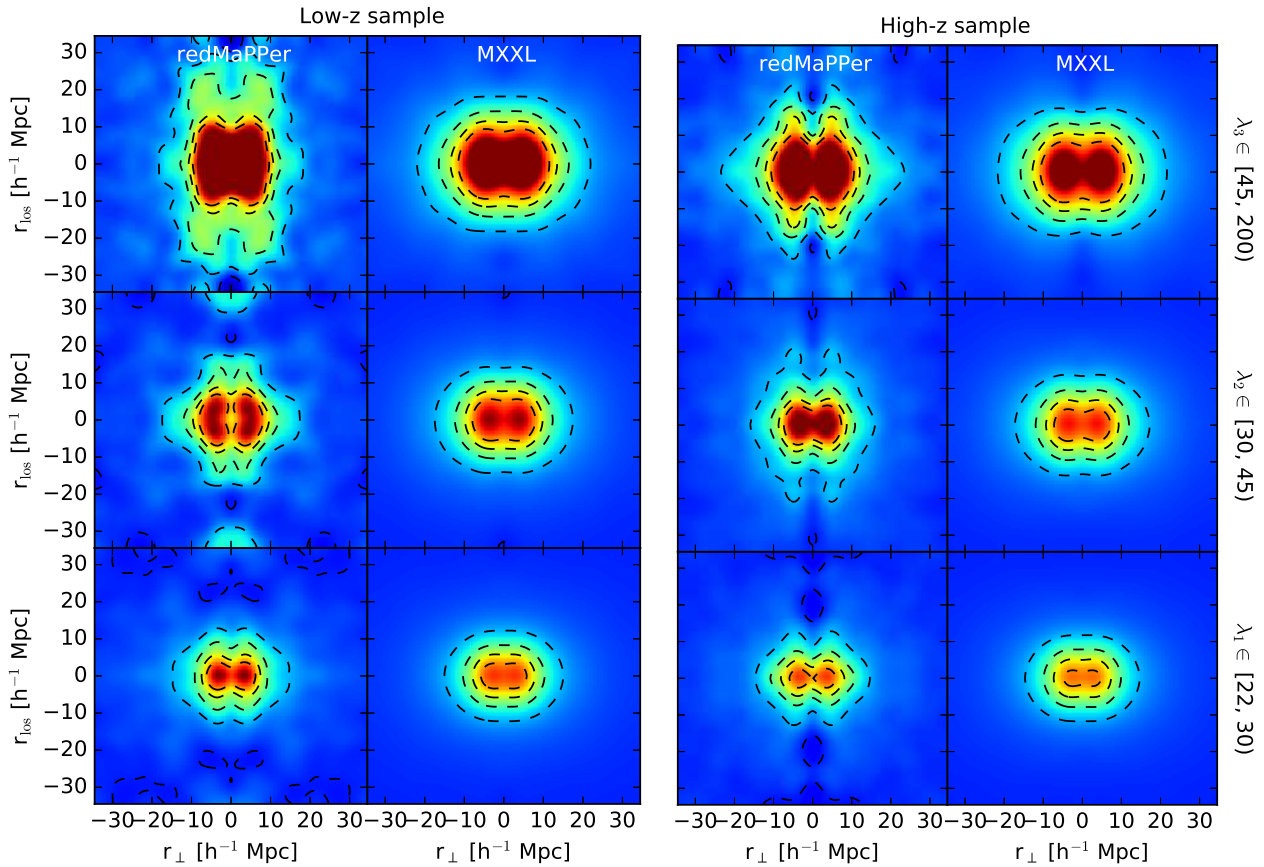 Low-z sample
High-z sample
redMaPPer
MXXL
redMaPPer
MXXL
30
20
10
0
−10
−20
−30
r_los [h⁻¹ Mpc]
λ₃ ∈ [45, 200)
30
20
10
0
−10
−20
−30
r_los [h⁻¹ Mpc]
λ₂ ∈ [30, 45)
30
20
10
0
−10
−20
−30
r_los [h⁻¹ Mpc]
λ₁ ∈ [22, 30)
−30−20−10 0 10 20 30
−30−20−10 0 10 20 30
−30−20−10 0 10 20 30
−30−20−10 0 10 20 30
r⊥ [h⁻¹ Mpc]
r⊥ [h⁻¹ Mpc]
r⊥ [h⁻¹ Mpc]
r⊥ [h⁻¹ Mpc]